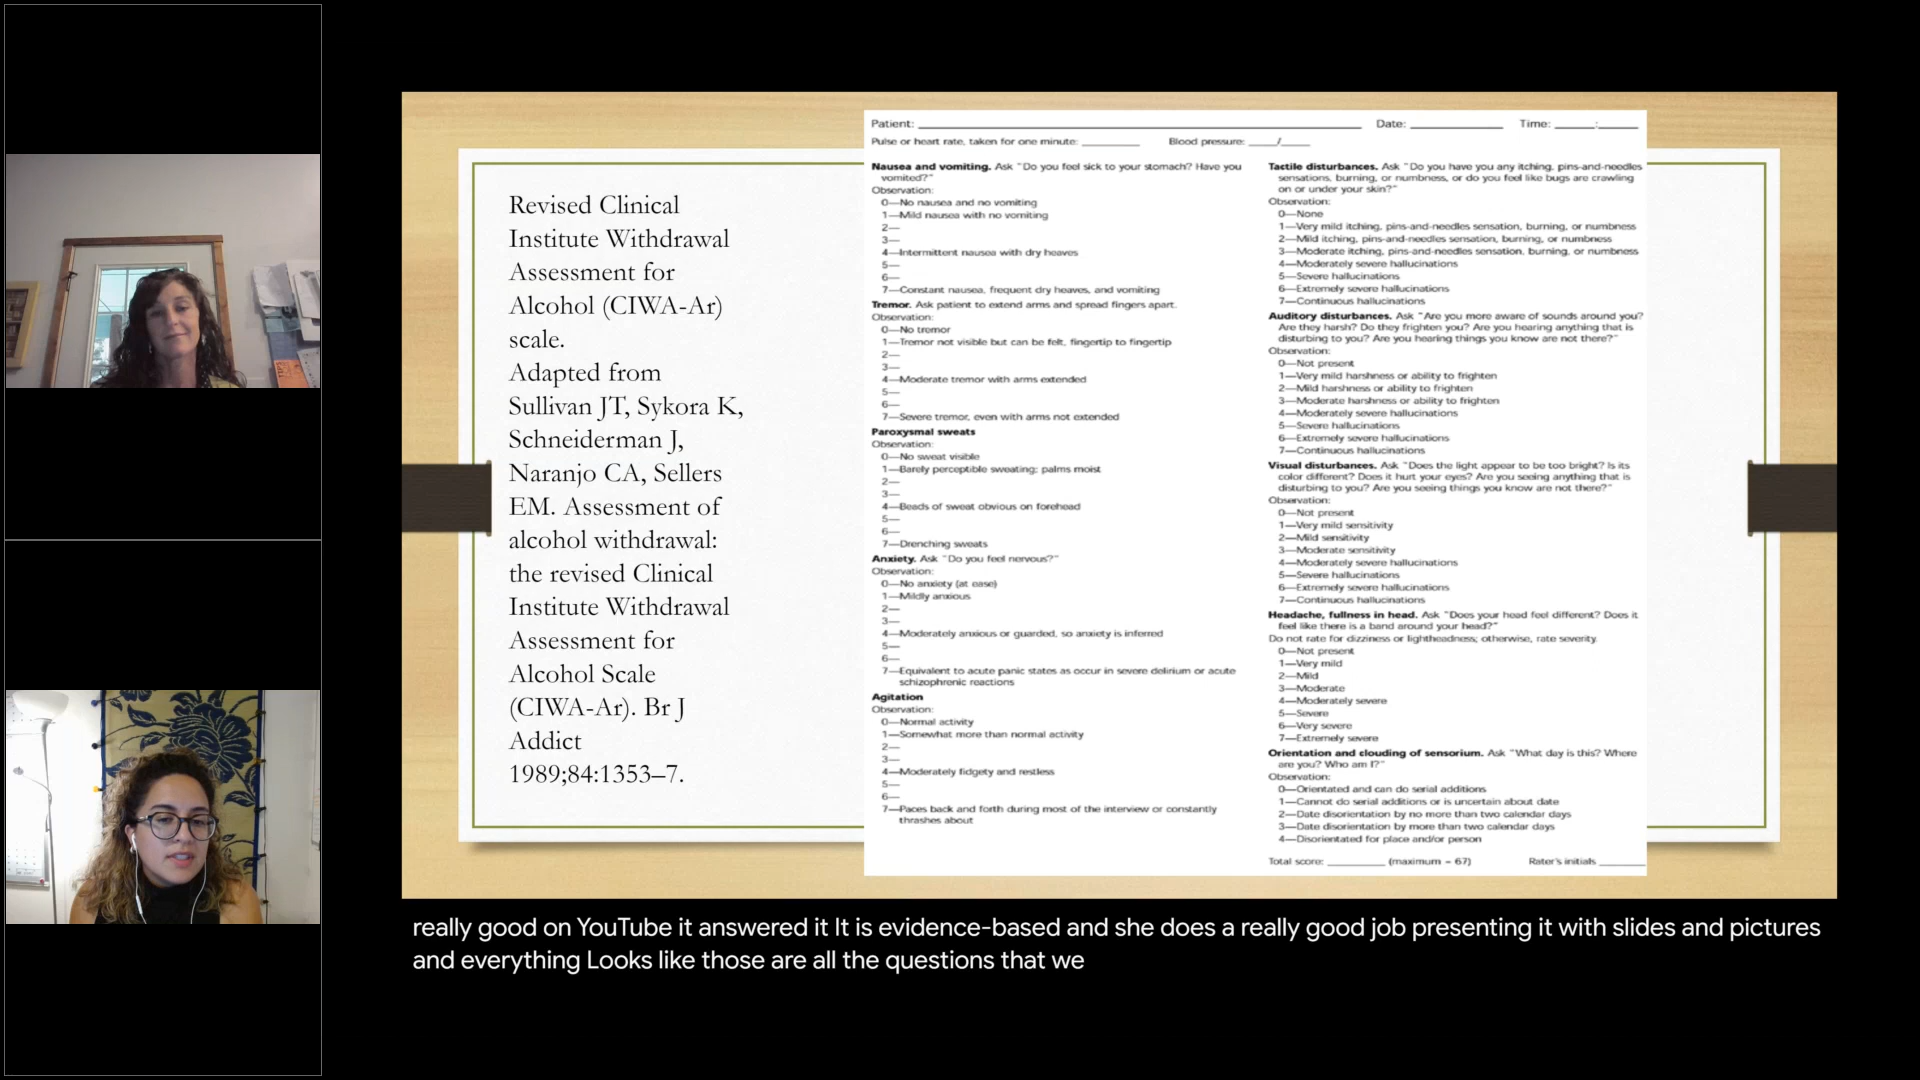 Revised Clinical
Institute Withdrawal
Assessment for
Alcohol (CIWA-Ar)
scale.
Adapted from
Sullivan JT, Sykora K,
Schneiderman J,
Naranjo CA, Sellers
EM. Assessment of
alcohol withdrawal:
the revised Clinical
Institute Withdrawal
Assessment for
Alcohol Scale
(CIWA-Ar). Br J
Addict
1989;84:1353–7.
Patient: Date: Time: :
Pulse or heart rate, taken for one minute: Blood pressure: /
Nausea and vomiting. Ask "Do you feel sick to your stomach? Have you
vomited?"
Observation:
0—No nausea and no vomiting
1—Mild nausea with no vomiting
2—
3—
4—Intermittent nausea with dry heaves
5—
6—
7—Constant nausea, frequent dry heaves, and vomiting
Tremor. Ask patient to extend arms and spread fingers apart.
Observation:
0—No tremor
1—Tremor not visible but can be felt, fingertip to fingertip
2—
3—
4—Moderate tremor with arms extended
5—
6—
7—Severe tremor, even with arms not extended
Paroxysmal sweats
Observation:
0—No sweat visible
1—Barely perceptible sweating; palms moist
2—
3—
4—Beads of sweat obvious on forehead
5—
6—
7—Drenching sweats
Anxiety. Ask "Do you feel nervous?"
Observation:
0—No anxiety (at ease)
1—Mildly anxious
2—
3—
4—Moderately anxious or guarded, so anxiety is inferred
5—
6—
7—Equivalent to acute panic states as occur in severe delirium or acute
schizophrenic reactions
Agitation
Observation:
0—Normal activity
1—Somewhat more than normal activity
2—
3—
4—Moderately fidgety and restless
5—
6—
7—Paces back and forth during most of the interview or constantly
thrashes about
Tactile disturbances. Ask "Do you have you any itching, pins-and-needles
sensations, burning, or numbness, or do you feel like bugs are crawling
on or under your skin?"
Observation:
0—None
1—Very mild itching, pins-and-needles sensation, burning, or numbness
2—Mild itching, pins-and-needles sensation, burning, or numbness
3—Moderate itching, pins-and-needles sensation, burning, or numbness
4—Moderately severe hallucinations
5—Severe hallucinations
6—Extremely severe hallucinations
7—Continuous hallucinations
Auditory disturbances. Ask "Are you more aware of sounds around you?
Are they harsh? Do they frighten you? Are you hearing anything that is
disturbing to you? Are you hearing things you know are not there?"
Observation:
0—Not present
1—Very mild harshness or ability to frighten
2—Mild harshness or ability to frighten
3—Moderate harshness or ability to frighten
4—Moderately severe hallucinations
5—Severe hallucinations
6—Extremely severe hallucinations
7—Continuous hallucinations
Visual disturbances. Ask "Does the light appear to be too bright? Is its
color different? Does it hurt your eyes? Are you seeing anything that is
disturbing to you? Are you seeing things you know are not there?"
Observation:
0—Not present
1—Very mild sensitivity
2—Mild sensitivity
3—Moderate sensitivity
4—Moderately severe hallucinations
5—Severe hallucinations
6—Extremely severe hallucinations
7—Continuous hallucinations
Headache, fullness in head. Ask "Does your head feel different? Does it
feel like there is a band around your head?"
Do not rate for dizziness or lightheadness; otherwise, rate severity.
0—Not present
1—Very mild
2—Mild
3—Moderate
4—Moderately severe
5—Severe
6—Very severe
7—Extremely severe
Orientation and clouding of sensorium. Ask "What day is this? Where
are you? Who am I?"
Observation:
0—Orientated and can do serial additions
1—Cannot do serial additions or is uncertain about date
2—Date disorientation by no more than two calendar days
3—Date disorientation by more than two calendar days
4—Disorientated for place and/or person
Total score: (maximum = 67) Rater's initials
really good on YouTube it answered it It is evidence-based and she does a really good job presenting it with slides and pictures
and everything Looks like those are all the questions that we